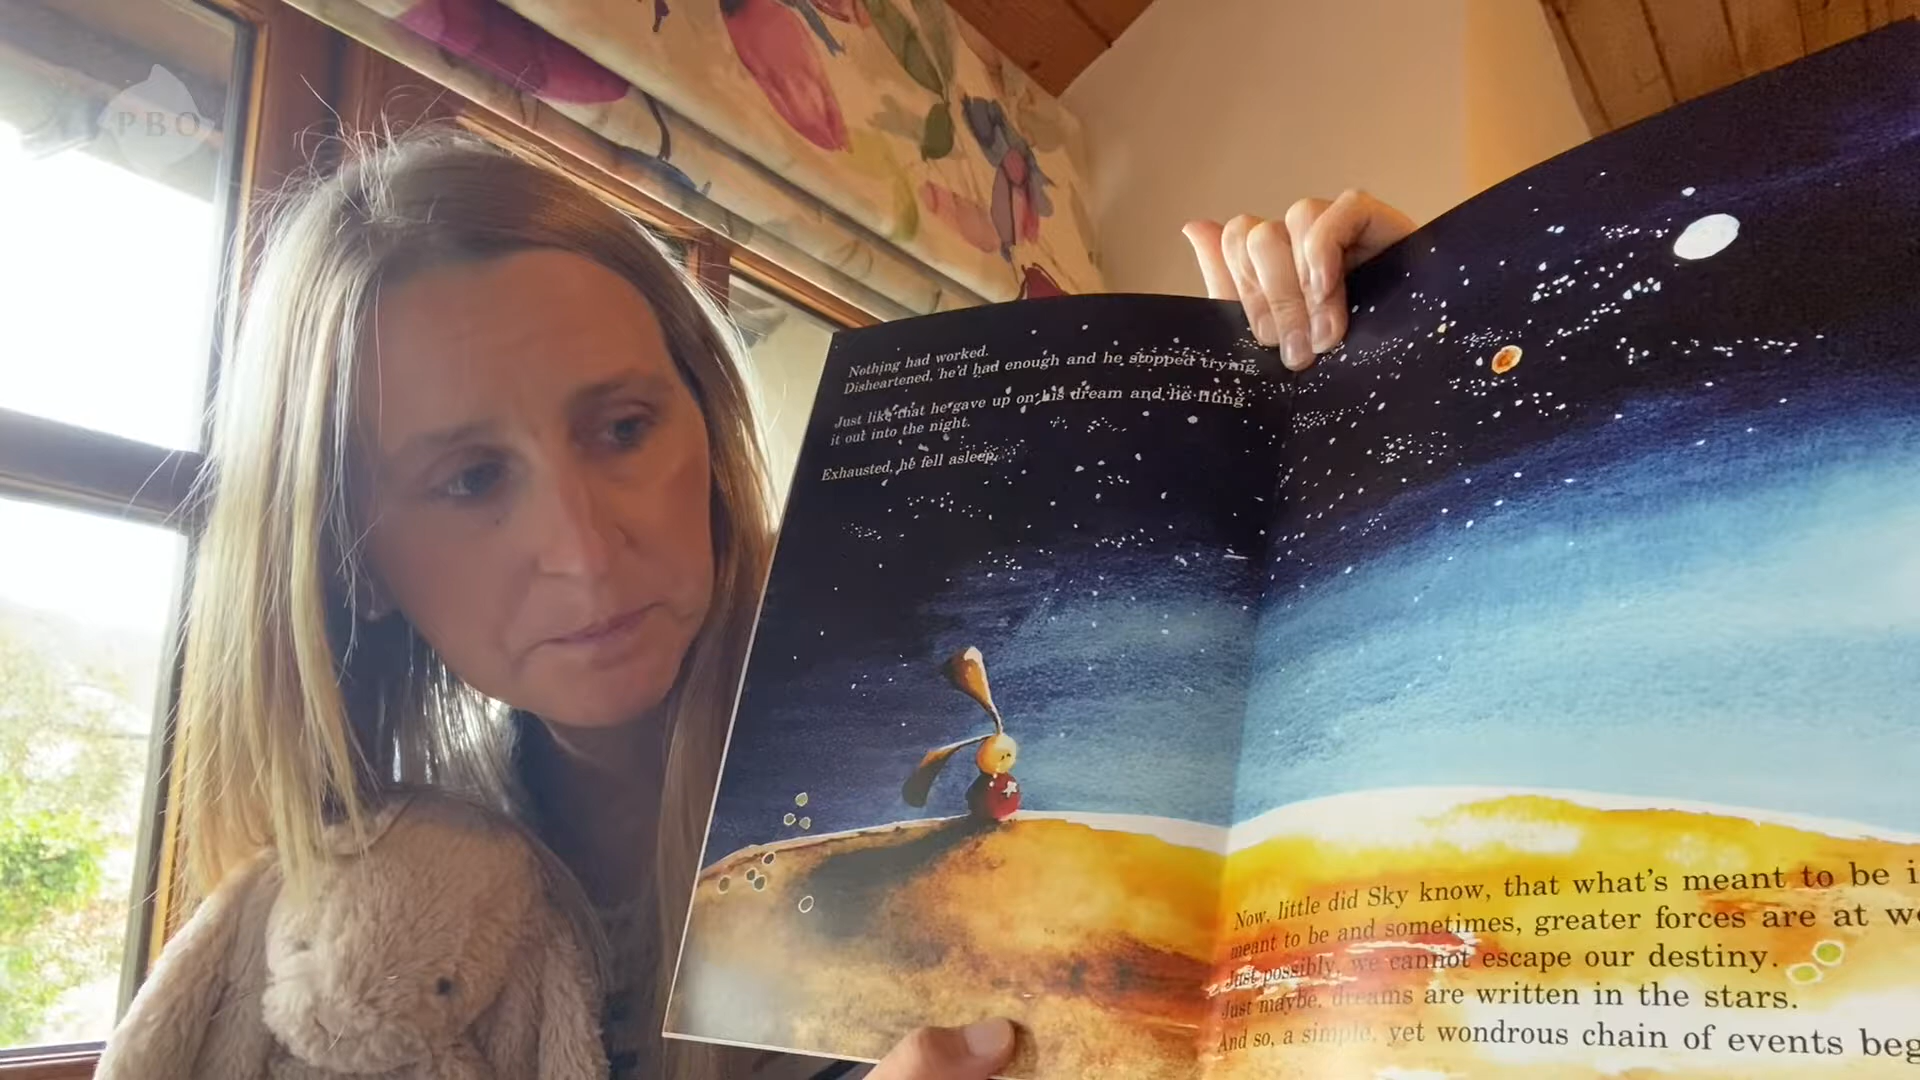 PBO
Nothing had worked.
Disheartened, he'd had enough and he stopped trying.
Just like that he gave up on his dream and he flung
it out into the night.
Exhausted, he fell asleep.
Now, little did Sky know, that what's meant to be i
meant to be and sometimes, greater forces are at wo
Just possibly, we cannot escape our destiny.
Just maybe, dreams are written in the stars.
And so, a simple, yet wondrous chain of events beg